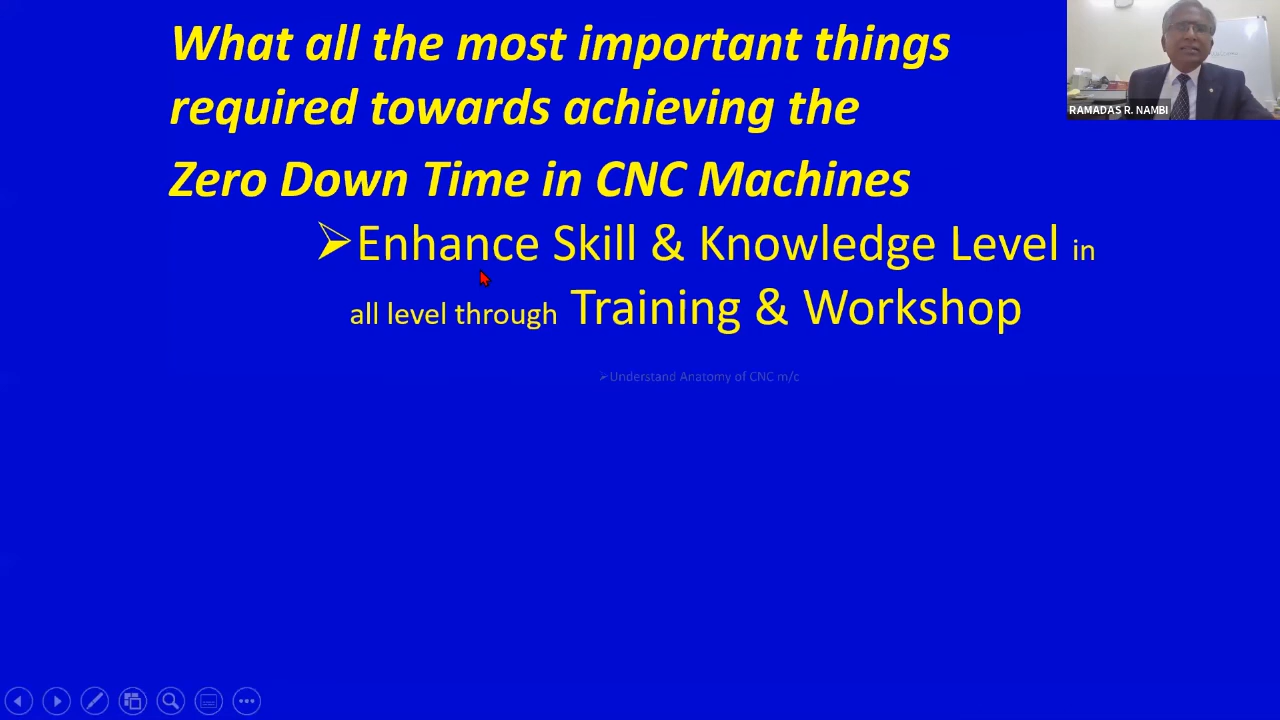 What all the most important things
required towards achieving the
Zero Down Time in CNC Machines
➢Enhance Skill & Knowledge Level in
all level through Training & Workshop
➢Understand Anatomy of CNC m/c
RAMADAS R. NAMBI